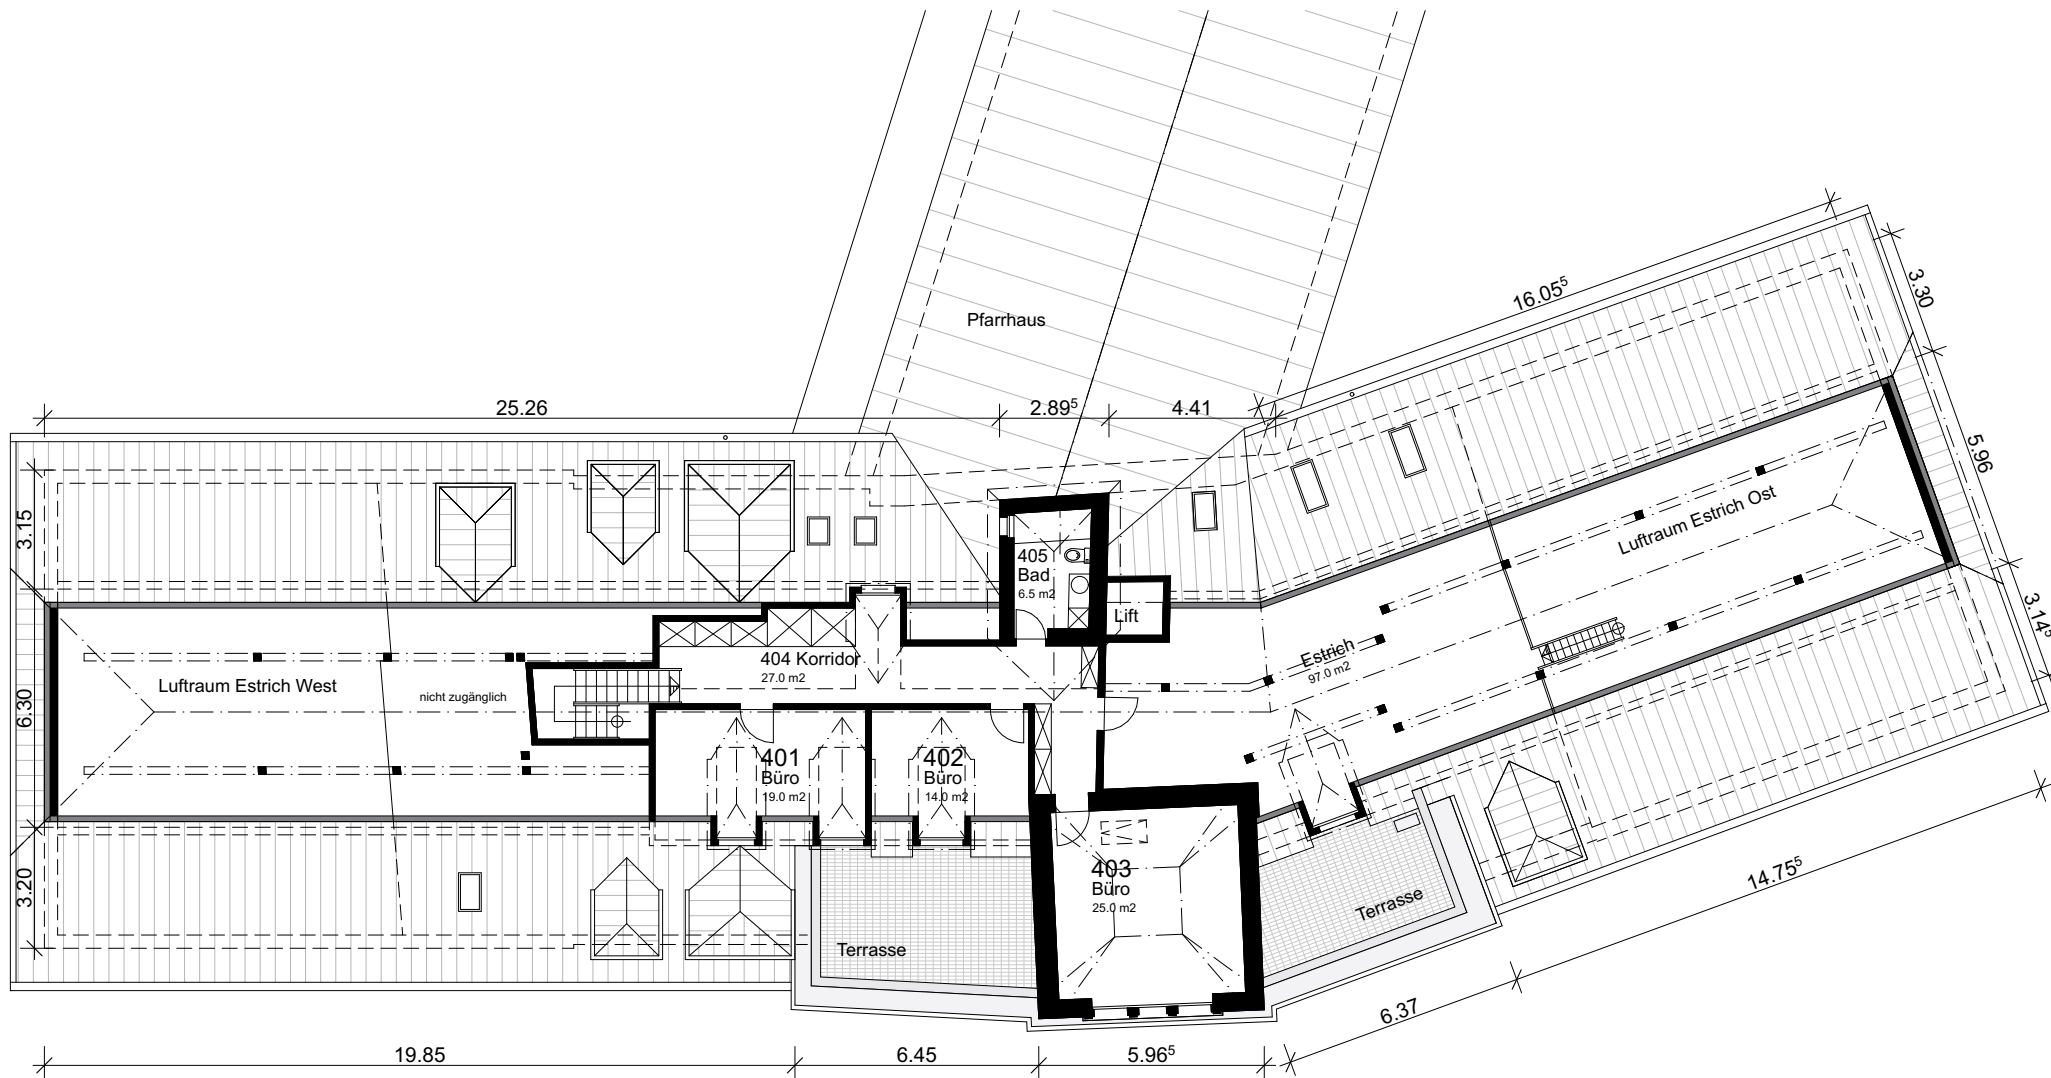 16.05⁵
3.30
Pfarrhaus
25.26
2.89⁵
4.41
5.96
3.15
Luftraum Estrich Ost
405
Bad
6.5 m2
Lift
3.14⁵
404 Korridor
27.0 m2
Estrich
97.0 m2
Luftraum Estrich West
nicht zugänglich
6.30
401
Büro
19.0 m2
402
Büro
14.0 m2
3.20
403
Büro
25.0 m2
14.75⁵
Terrasse
Terrasse
6.37
19.85
6.45
5.96⁵